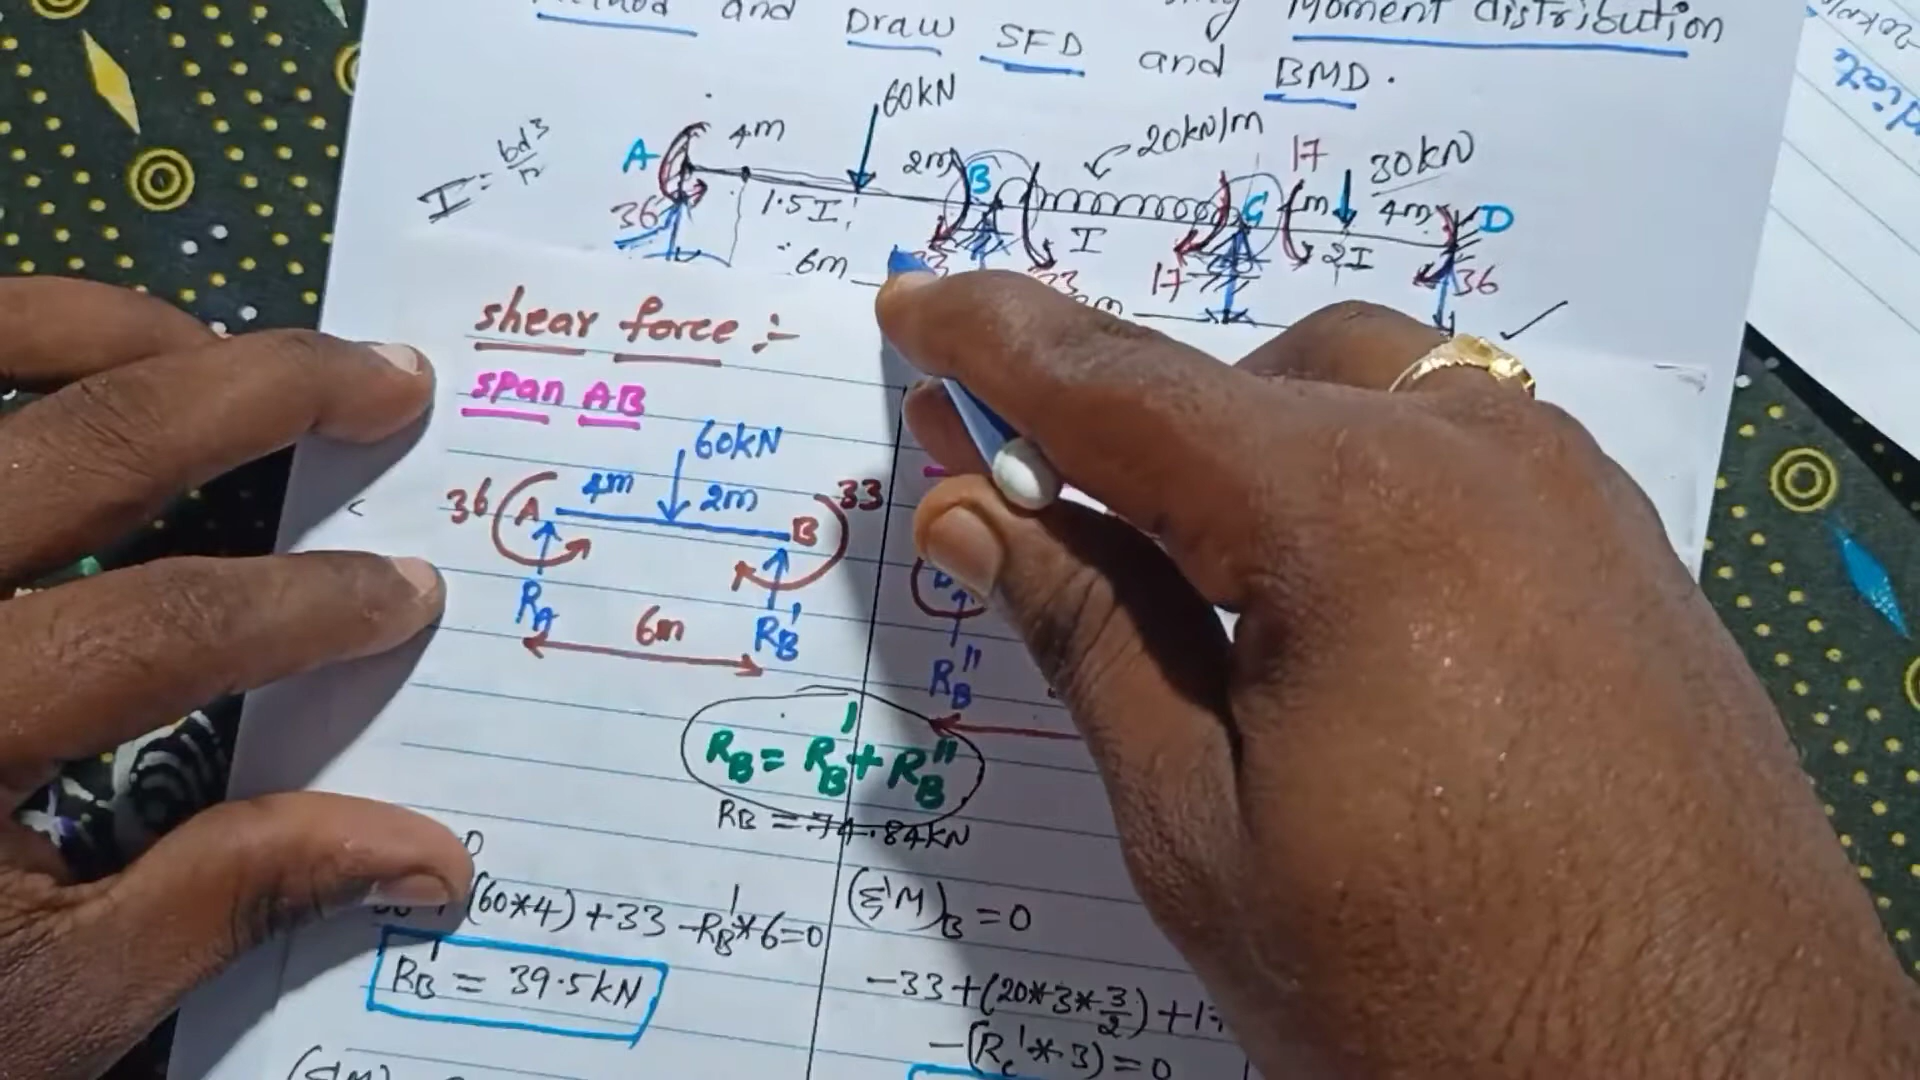 and Moment distribution
Draw SFD and BMD.
I = bd³
A 4m 60kN 2m B 20kN/m C 17 m 30kN 4m D
36 1.5I I 17 2I 36
6m
shear force :-
span AB
60kN
36 A 4m 2m B 33
RA 6m RB'
RB''
RB = RB' + RB''
RB = 74.84kN
(60*4) + 33 - RB' * 6 = 0
RB' = 39.5kN
(ΣM)B = 0
-33 + (20*3*3/2) + 17
-(Rc' * 3) = 0